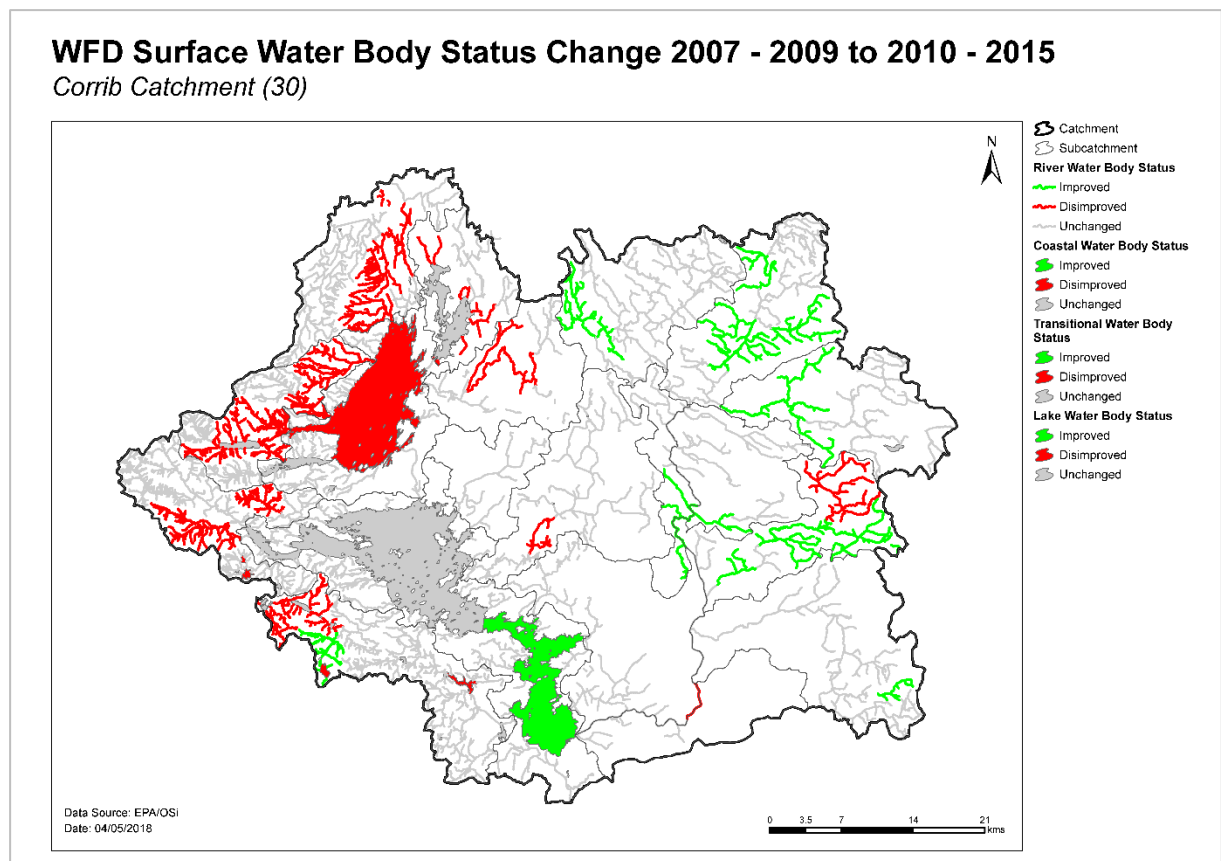 WFD Surface Water Body Status Change 2007 - 2009 to 2010 - 2015
Corrib Catchment (30)
N
Catchment
Subcatchment
River Water Body Status
Improved
Disimproved
Unchanged
Coastal Water Body Status
Improved
Disimproved
Unchanged
Transitional Water Body
Status
Improved
Disimproved
Unchanged
Lake Water Body Status
Improved
Disimproved
Unchanged
Data Source: EPA/OSi
Date: 04/05/2018
0 3.5 7 14 21
kms